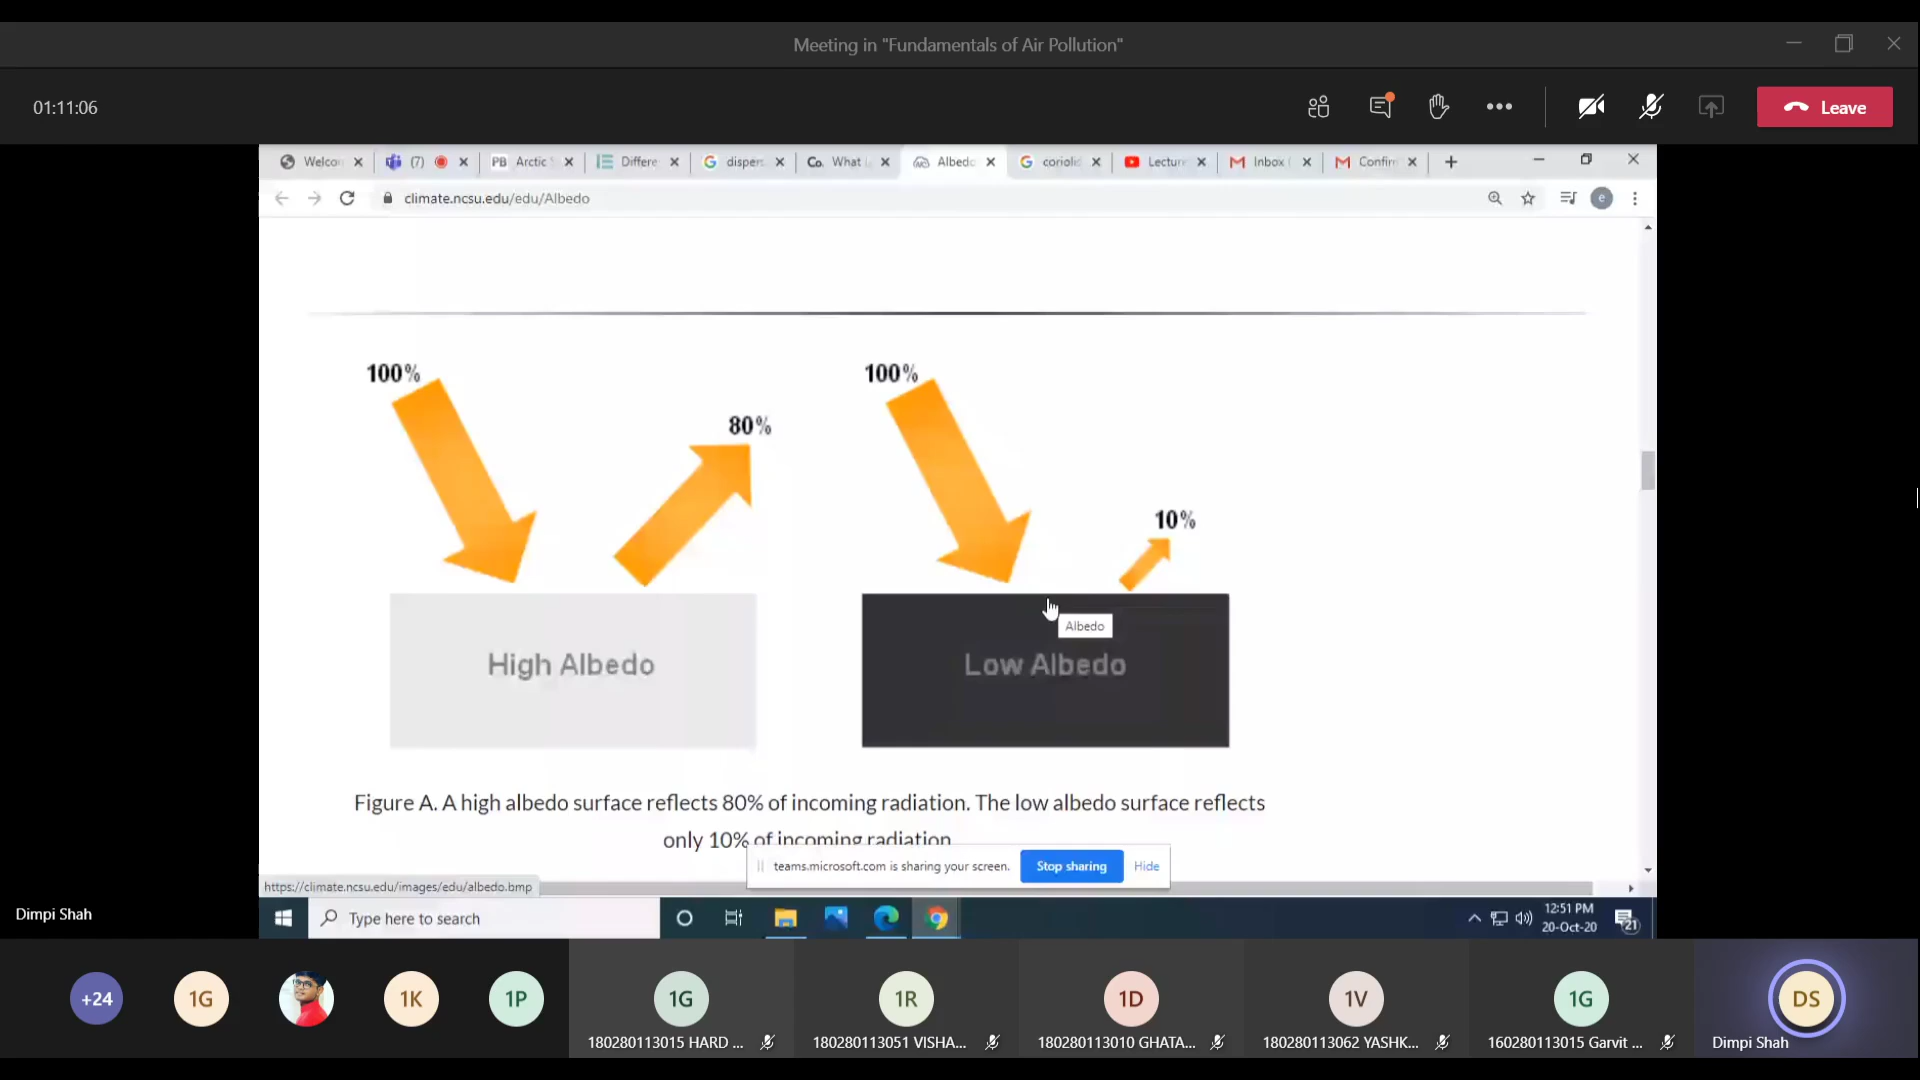 Meeting in "Fundamentals of Air Pollution"
01:11:06
Leave
Welcor
(7)
PB Arctic
Differe
G dispers
Co. What
Albedo
G coriolis
Lecture
Inbox (
Confirm
climate.ncsu.edu/edu/Albedo
e
100%
80%
100%
10%
Albedo
High Albedo
Low Albedo
Figure A. A high albedo surface reflects 80% of incoming radiation. The low albedo surface reflects
only 10% of incoming radiation
teams.microsoft.com is sharing your screen.
Stop sharing
Hide
https://climate.ncsu.edu/images/edu/albedo.bmp
Dimpi Shah
Type here to search
12:51 PM
20-Oct-20
21
+24
1G
1K
1P
1G
1R
1D
1V
1G
DS
180280113015 HARD ...
180280113051 VISHA...
180280113010 GHATA...
180280113062 YASHK...
160280113015 Garvit ...
Dimpi Shah